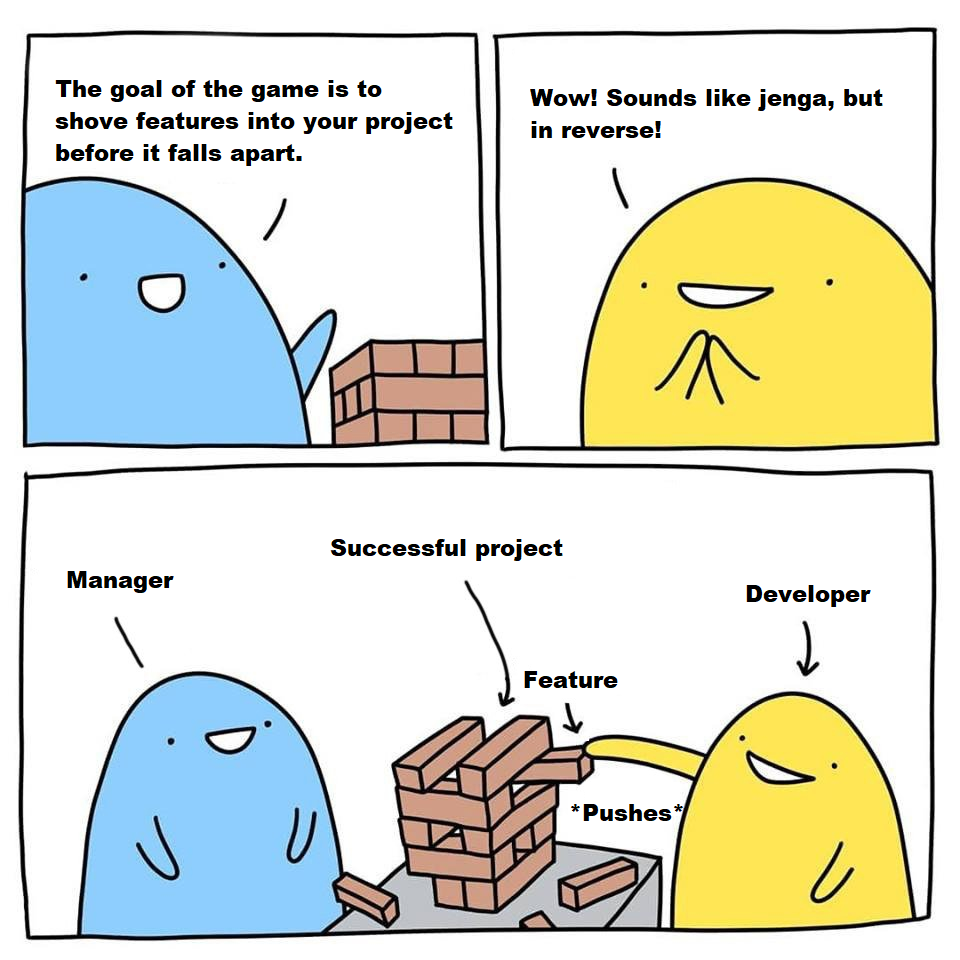 The goal of the game is to
shove features into your project
before it falls apart.
Wow! Sounds like jenga, but
in reverse!
Successful project
Manager
Developer
Feature
*Pushes*